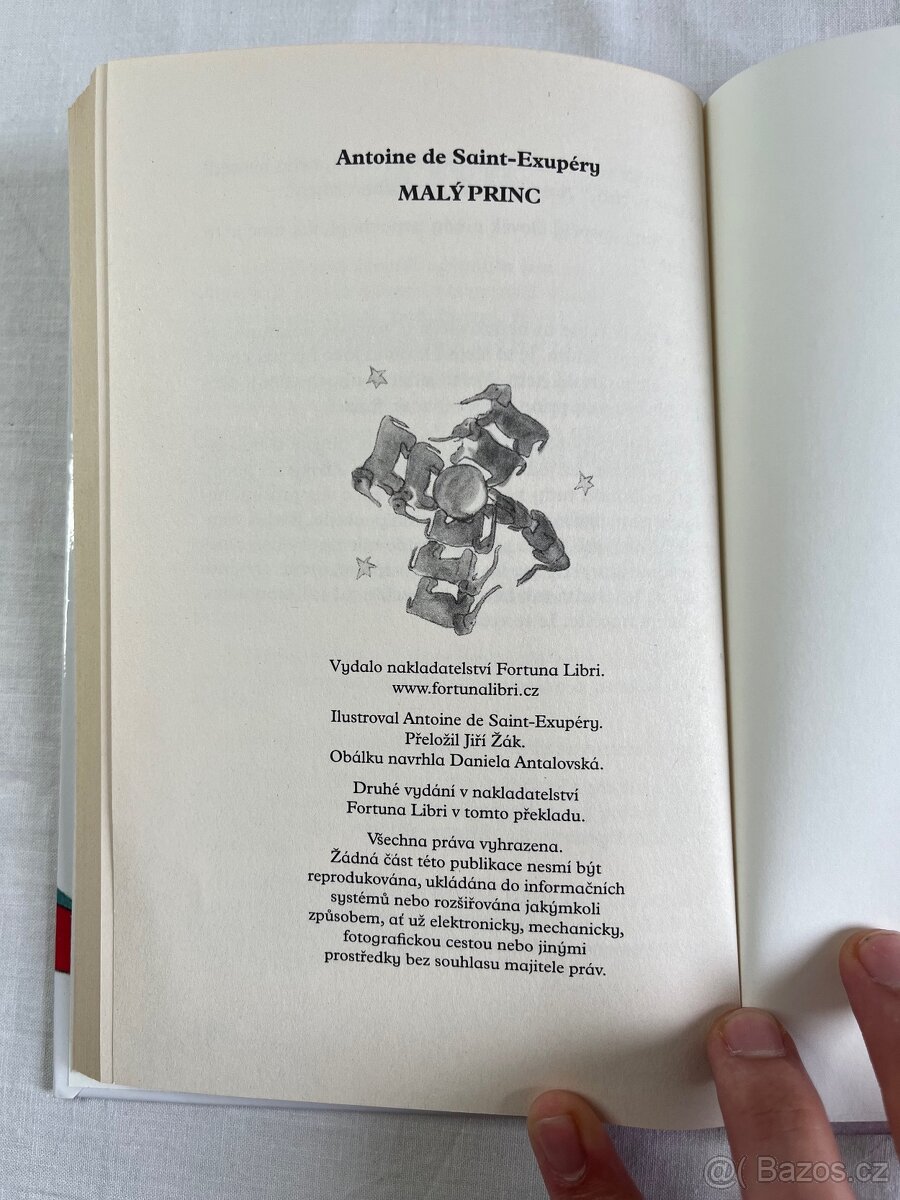 Antoine de Saint-Exupéry
MALÝ PRINC
Vydalo nakladatelství Fortuna Libri.
www.fortunalibri.cz
Ilustroval Antoine de Saint-Exupéry.
Přeložil Jiří Žák.
Obálku navrhla Daniela Antalovská.
Druhé vydání v nakladatelství
Fortuna Libri v tomto překladu.
Všechna práva vyhrazena.
Žádná část této publikace nesmí být
reprodukována, ukládána do informačních
systémů nebo rozšiřována jakýmkoli
způsobem, ať už elektronicky, mechanicky,
fotografickou cestou nebo jinými
prostředky bez souhlasu majitele práv.
@( Bazos.cz